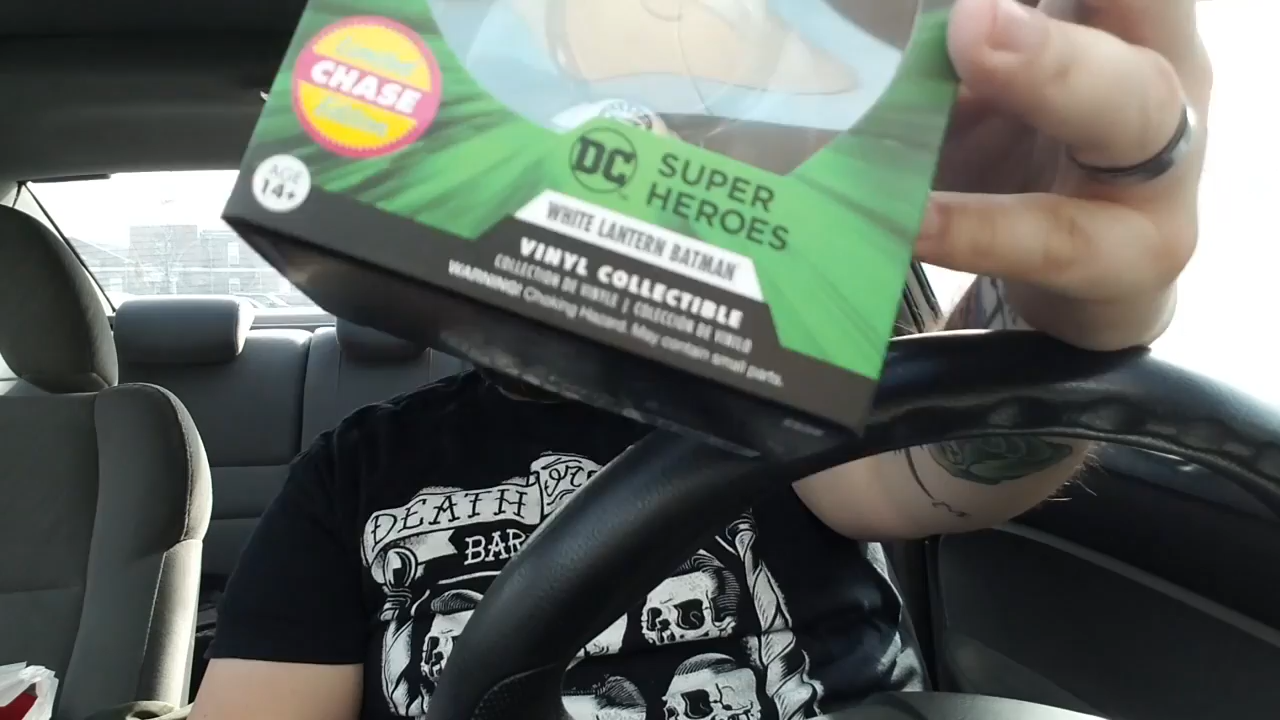 Limited
CHASE
Edition
AGE
14+
DC
SUPER
HEROES
WHITE LANTERN BATMAN
VINYL COLLECTIBLE
COLLECTION DE VINYLE | COLECCIÓN DE VINILO
WARNING: Choking Hazard. May contain small parts.
DEATH or
BAR